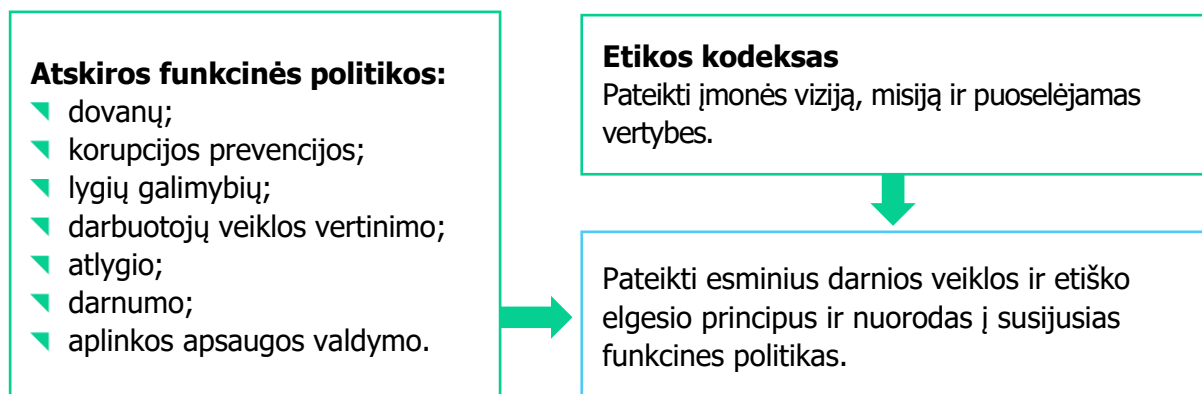 Atskiros funkcinės politikos:
dovanų;
korupcijos prevencijos;
lygių galimybių;
darbuotojų veiklos vertinimo;
atlygio;
darnumo;
aplinkos apsaugos valdymo.
Etikos kodeksas
Pateikti įmonės viziją, misiją ir puoselėjamas
vertybes.
Pateikti esminius darnios veiklos ir etiško
elgesio principus ir nuorodas į susijusias
funkcines politikas.